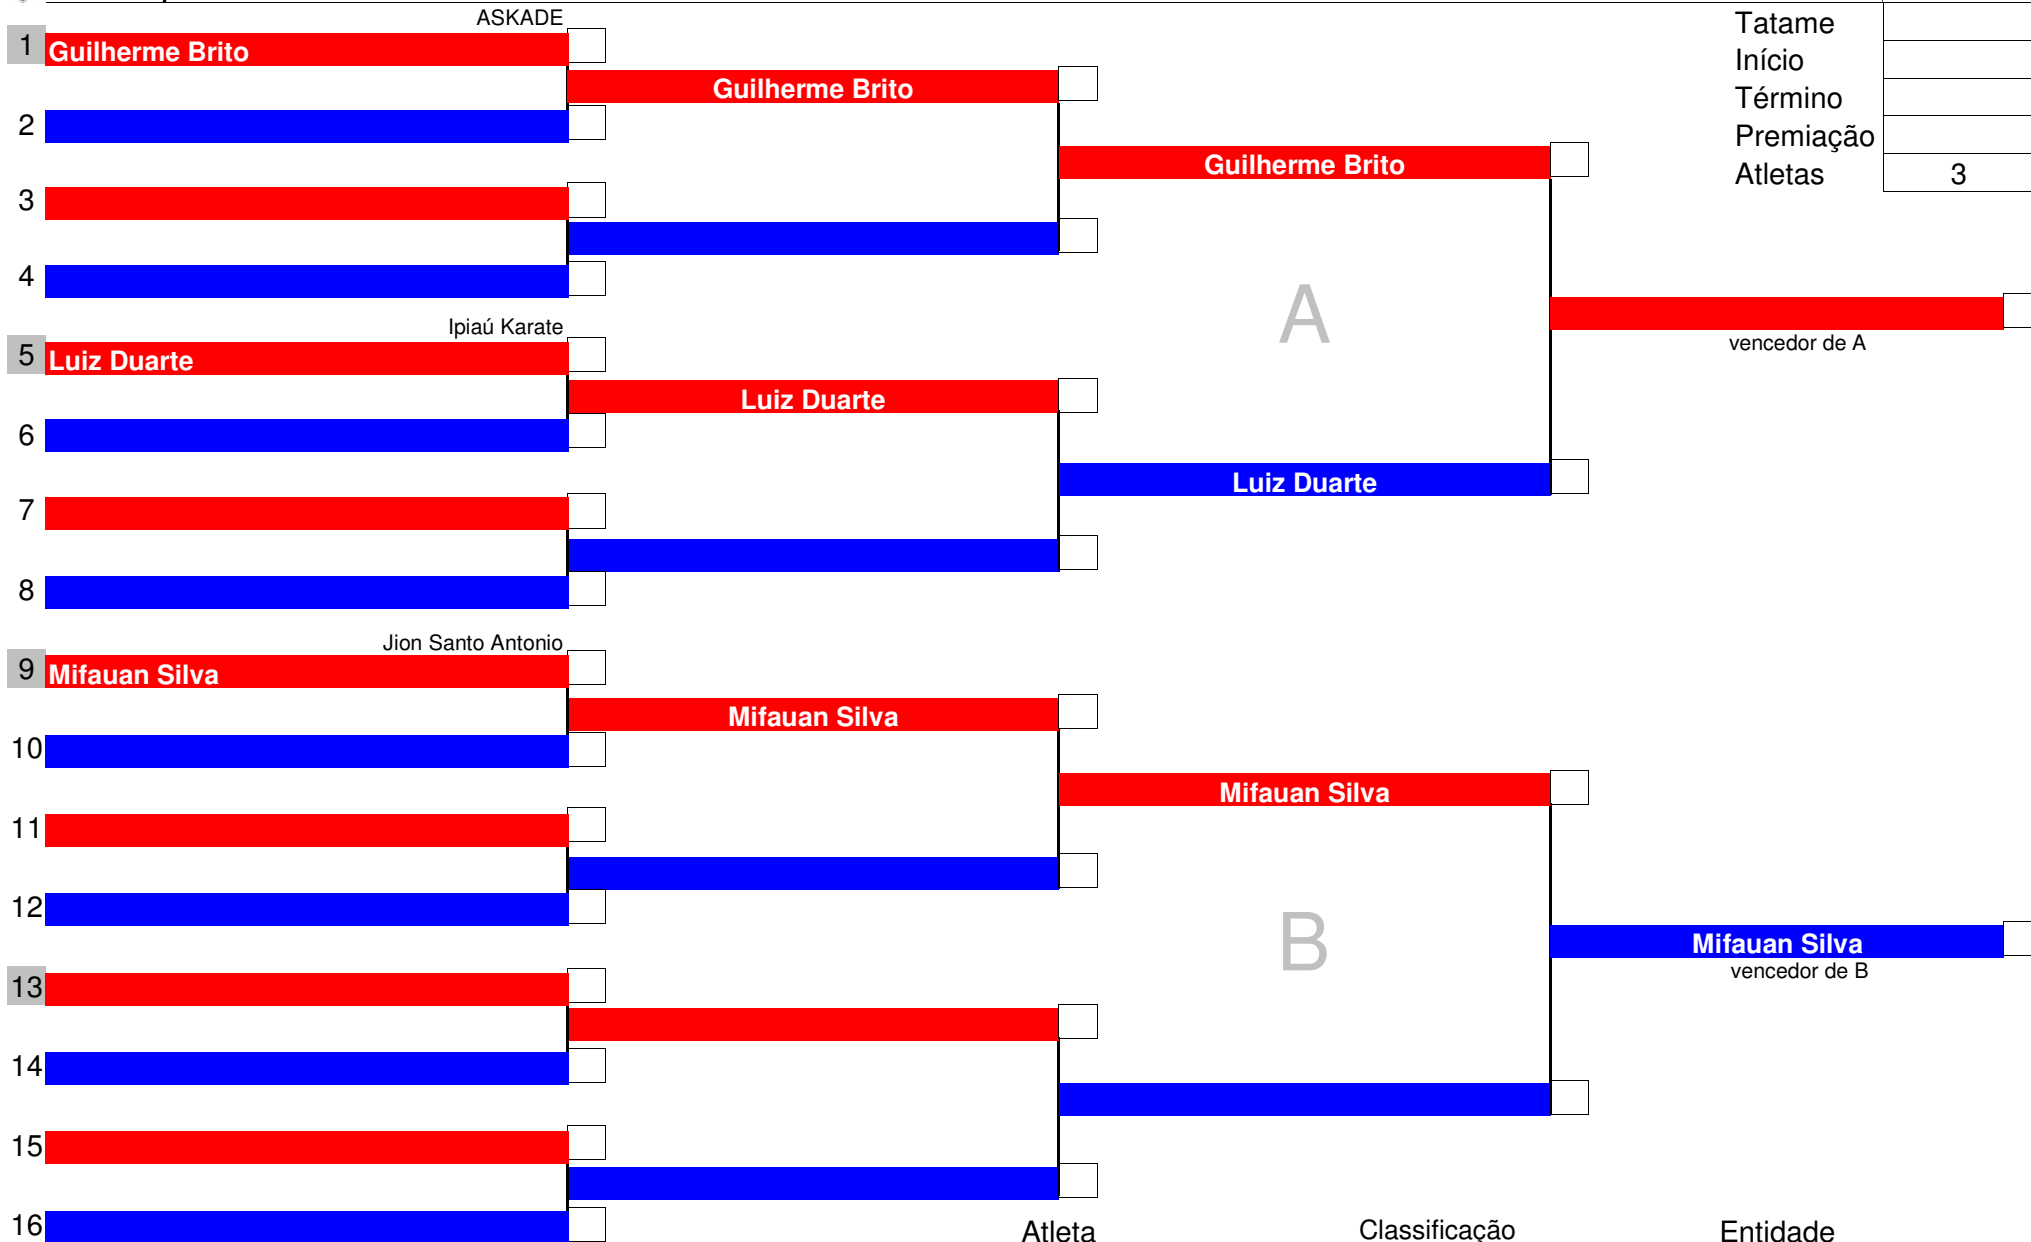 ASKADE
Tatame
1 Guilherme Brito
Início
Guilherme Brito
Término
2
Premiação
Guilherme Brito
Atletas 3
3
4
A
Ipiaú Karate
vencedor de A
5 Luiz Duarte
Luiz Duarte
6
Luiz Duarte
7
8
Jion Santo Antonio
9 Mifauan Silva
Mifauan Silva
10
Mifauan Silva
11
12
B
Mifauan Silva
vencedor de B
13
14
15
16
Atleta Classificação Entidade